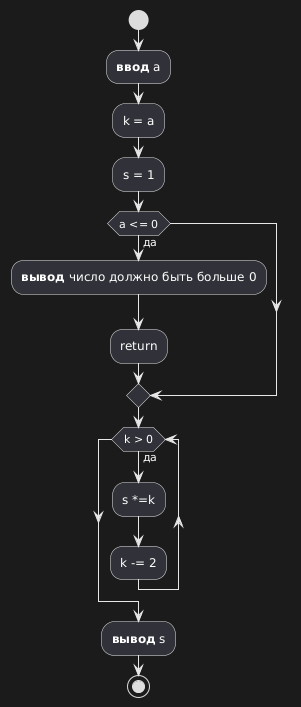 ввод a
k = a
s = 1
a <= 0
да
вывод число должно быть больше 0
return
k > 0
да
s *=k
k -= 2
вывод s